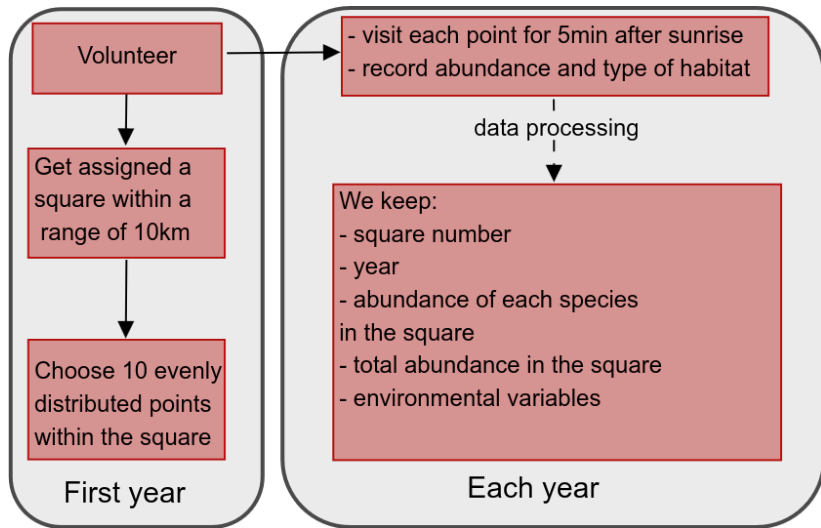 Volunteer
Get assigned a
square within a
range of 10km
Choose 10 evenly
distributed points
within the square
First year
- visit each point for 5min after sunrise
- record abundance and type of habitat
data processing
We keep:
- square number
- year
- abundance of each species
in the square
- total abundance in the square
- environmental variables
Each year